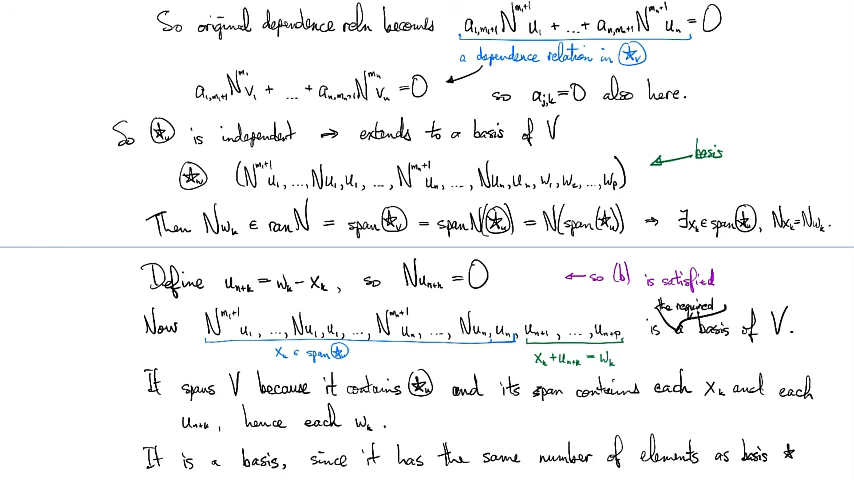 So original dependence reln becomes a_{1,m_1+1} N^{m_1+1} u_1 + ... + a_{n,m_n+1} N^{m_n+1} u_n = 0
a dependence relation in ⍟_v
a_{1,m_1+1} N^{m_1} v_1 + ... + a_{n,m_n+1} N^{m_n} v_n = 0 so a_{j,k} = 0 also here.
So ⍟_u is independent ⇒ extends to a basis of V
⍟_w (N^{m_1+1} u_1, ..., Nu_1, u_1, ..., N^{m_n+1} u_n, ..., Nu_n, u_n, w_1, w_2, ..., w_p) ← basis
Then Nw_k ∈ ran N = span ⍟_v = span N(⍟_u) = N(span ⍟_u) ⇒ ∃ x_k ∈ span ⍟_u, Nx_k = Nw_k.
Define u_{n+k} = w_k - x_k, so Nu_{n+k} = 0 ← so (b) is satisfied
the required
Now N^{m_1+1} u_1, ..., Nu_1, u_1, ..., N^{m_n+1} u_n, ..., Nu_n, u_n, u_{n+1}, ..., u_{n+p} is a basis of V.
x_k ∈ span ⍟ x_k + u_{n+k} = w_k
It spans V because it contains ⍟_u and its span contains each x_k and each
u_{n+k}, hence each w_k.
It is a basis, since it has the same number of elements as basis ★